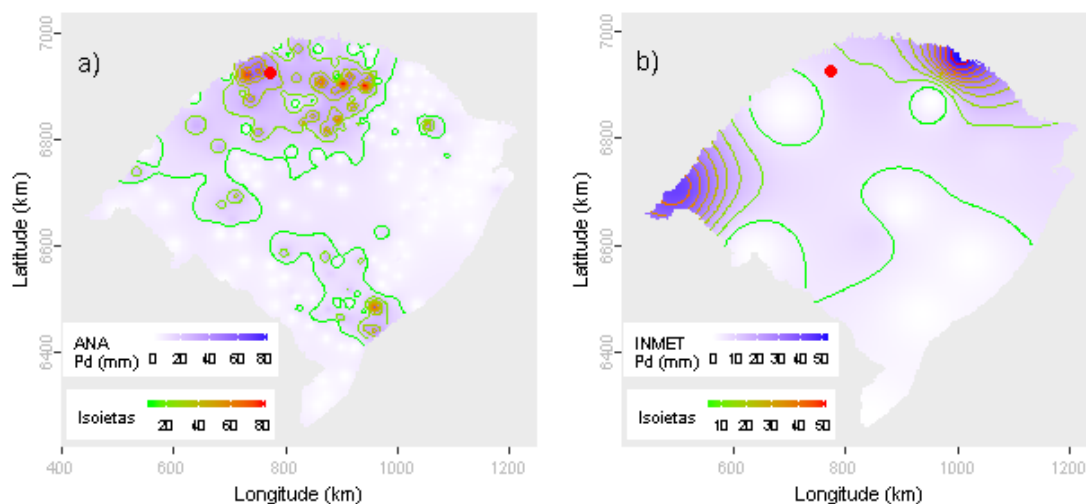 a)
7000
6800
6600
6400
Latitude (km)
ANA
Pd (mm)
0 20 40 60 80
Isoietas
20 40 60 80
400 600 800 1000 1200
Longitude (km)
b)
7000
6800
6600
6400
Latitude (km)
INMET
Pd (mm)
0 10 20 30 40 50
Isoietas
10 20 30 40 50
600 800 1000 1200
Longitude (km)